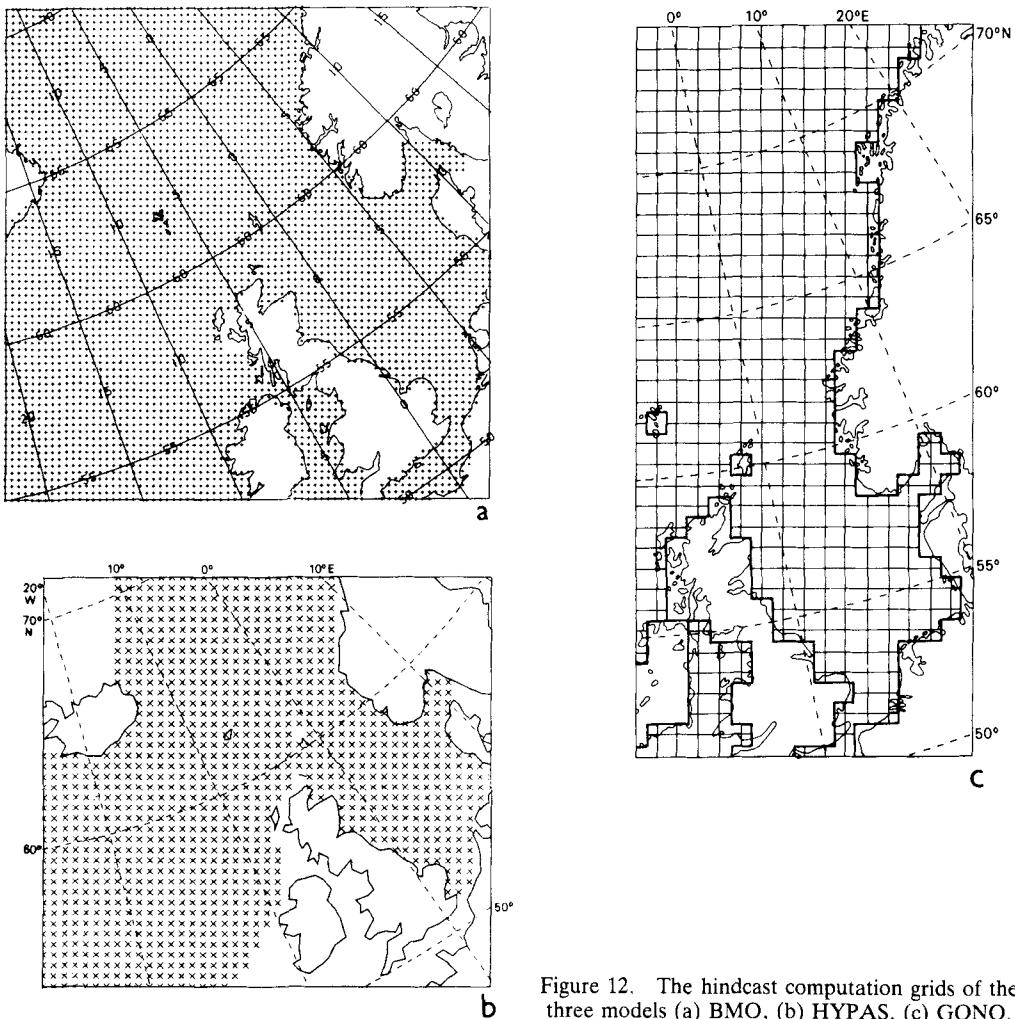 a
10°
0°
10°E
20°
W
70°
N
60°
50°
b
0°
10°
20°E
70°N
65°
60°
55°
50°
c
Figure 12. The hindcast computation grids of the
three models (a) BMO, (b) HYPAS, (c) GONO.